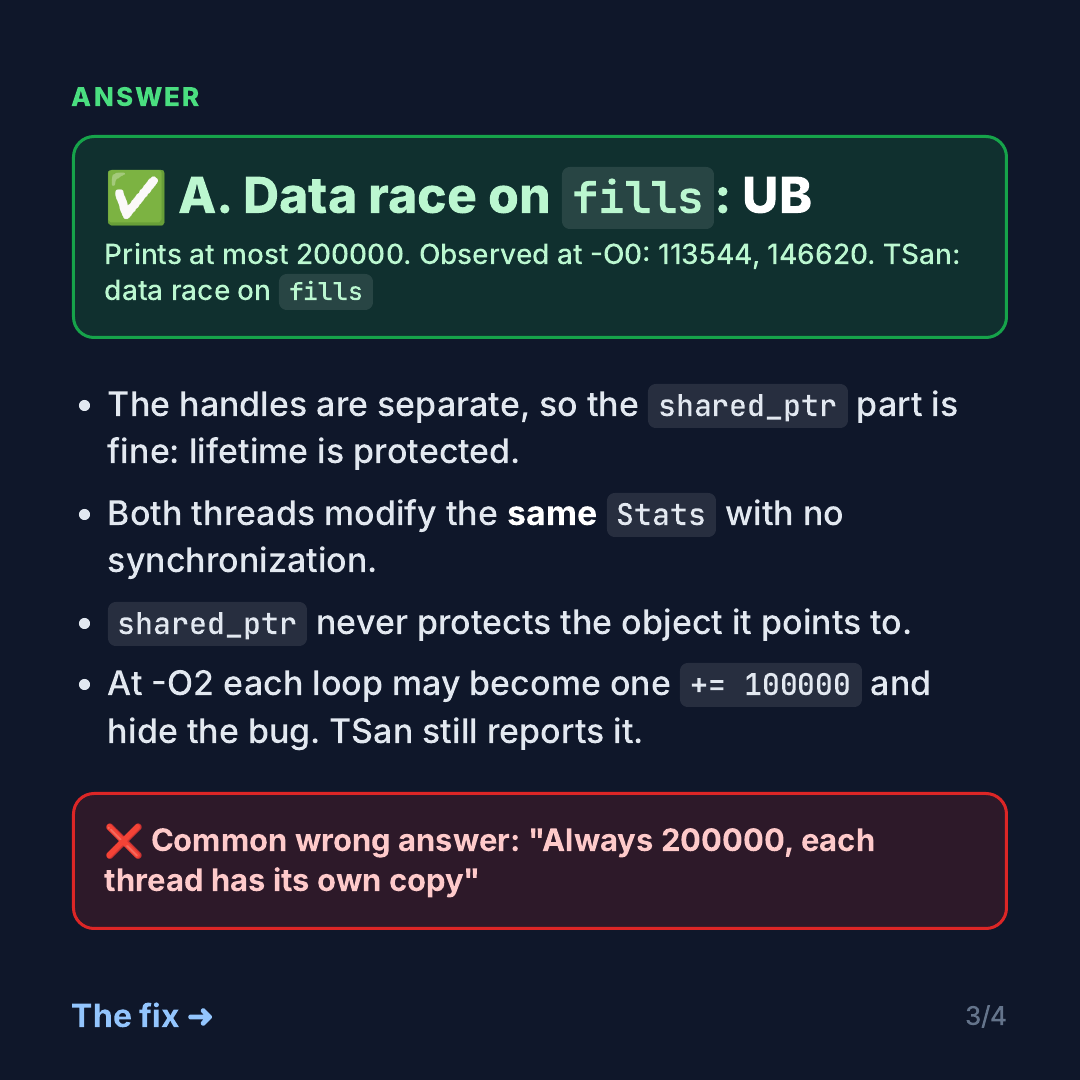 ANSWER
✅ A. Data race on fills: UB
Prints at most 200000. Observed at -O0: 113544, 146620. TSan:
data race on fills
• The handles are separate, so the shared_ptr part is
fine: lifetime is protected.
• Both threads modify the same Stats with no
synchronization.
• shared_ptr never protects the object it points to.
• At -O2 each loop may become one += 100000 and
hide the bug. TSan still reports it.
❌ Common wrong answer: "Always 200000, each
thread has its own copy"
The fix ➜
3/4